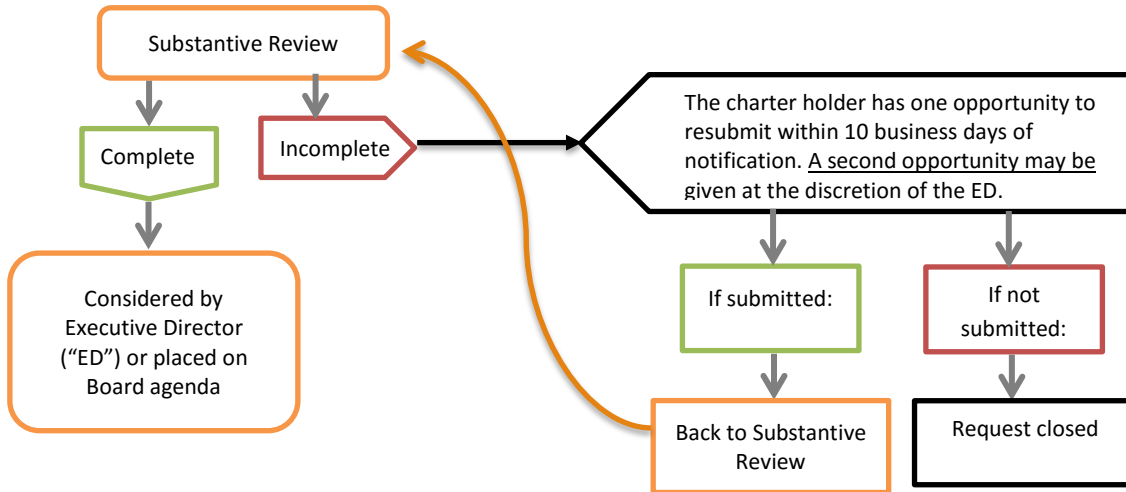 Substantive Review
Complete
Incomplete
The charter holder has one opportunity to
resubmit within 10 business days of
notification. A second opportunity may be
given at the discretion of the ED.
Considered by
Executive Director
(“ED”) or placed on
Board agenda
If submitted:
If not
submitted:
Back to Substantive
Review
Request closed